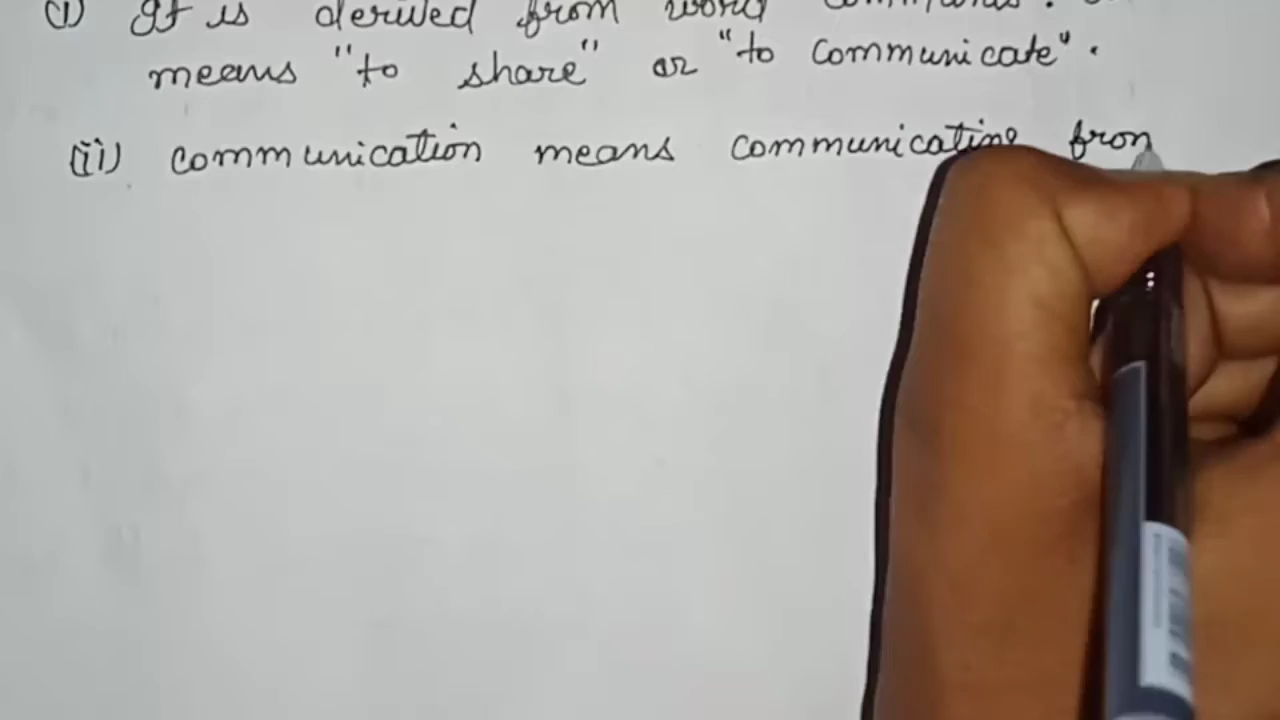 (i) It is derived from word
means "to share" or "to communicate".
(ii) communication means communicating from